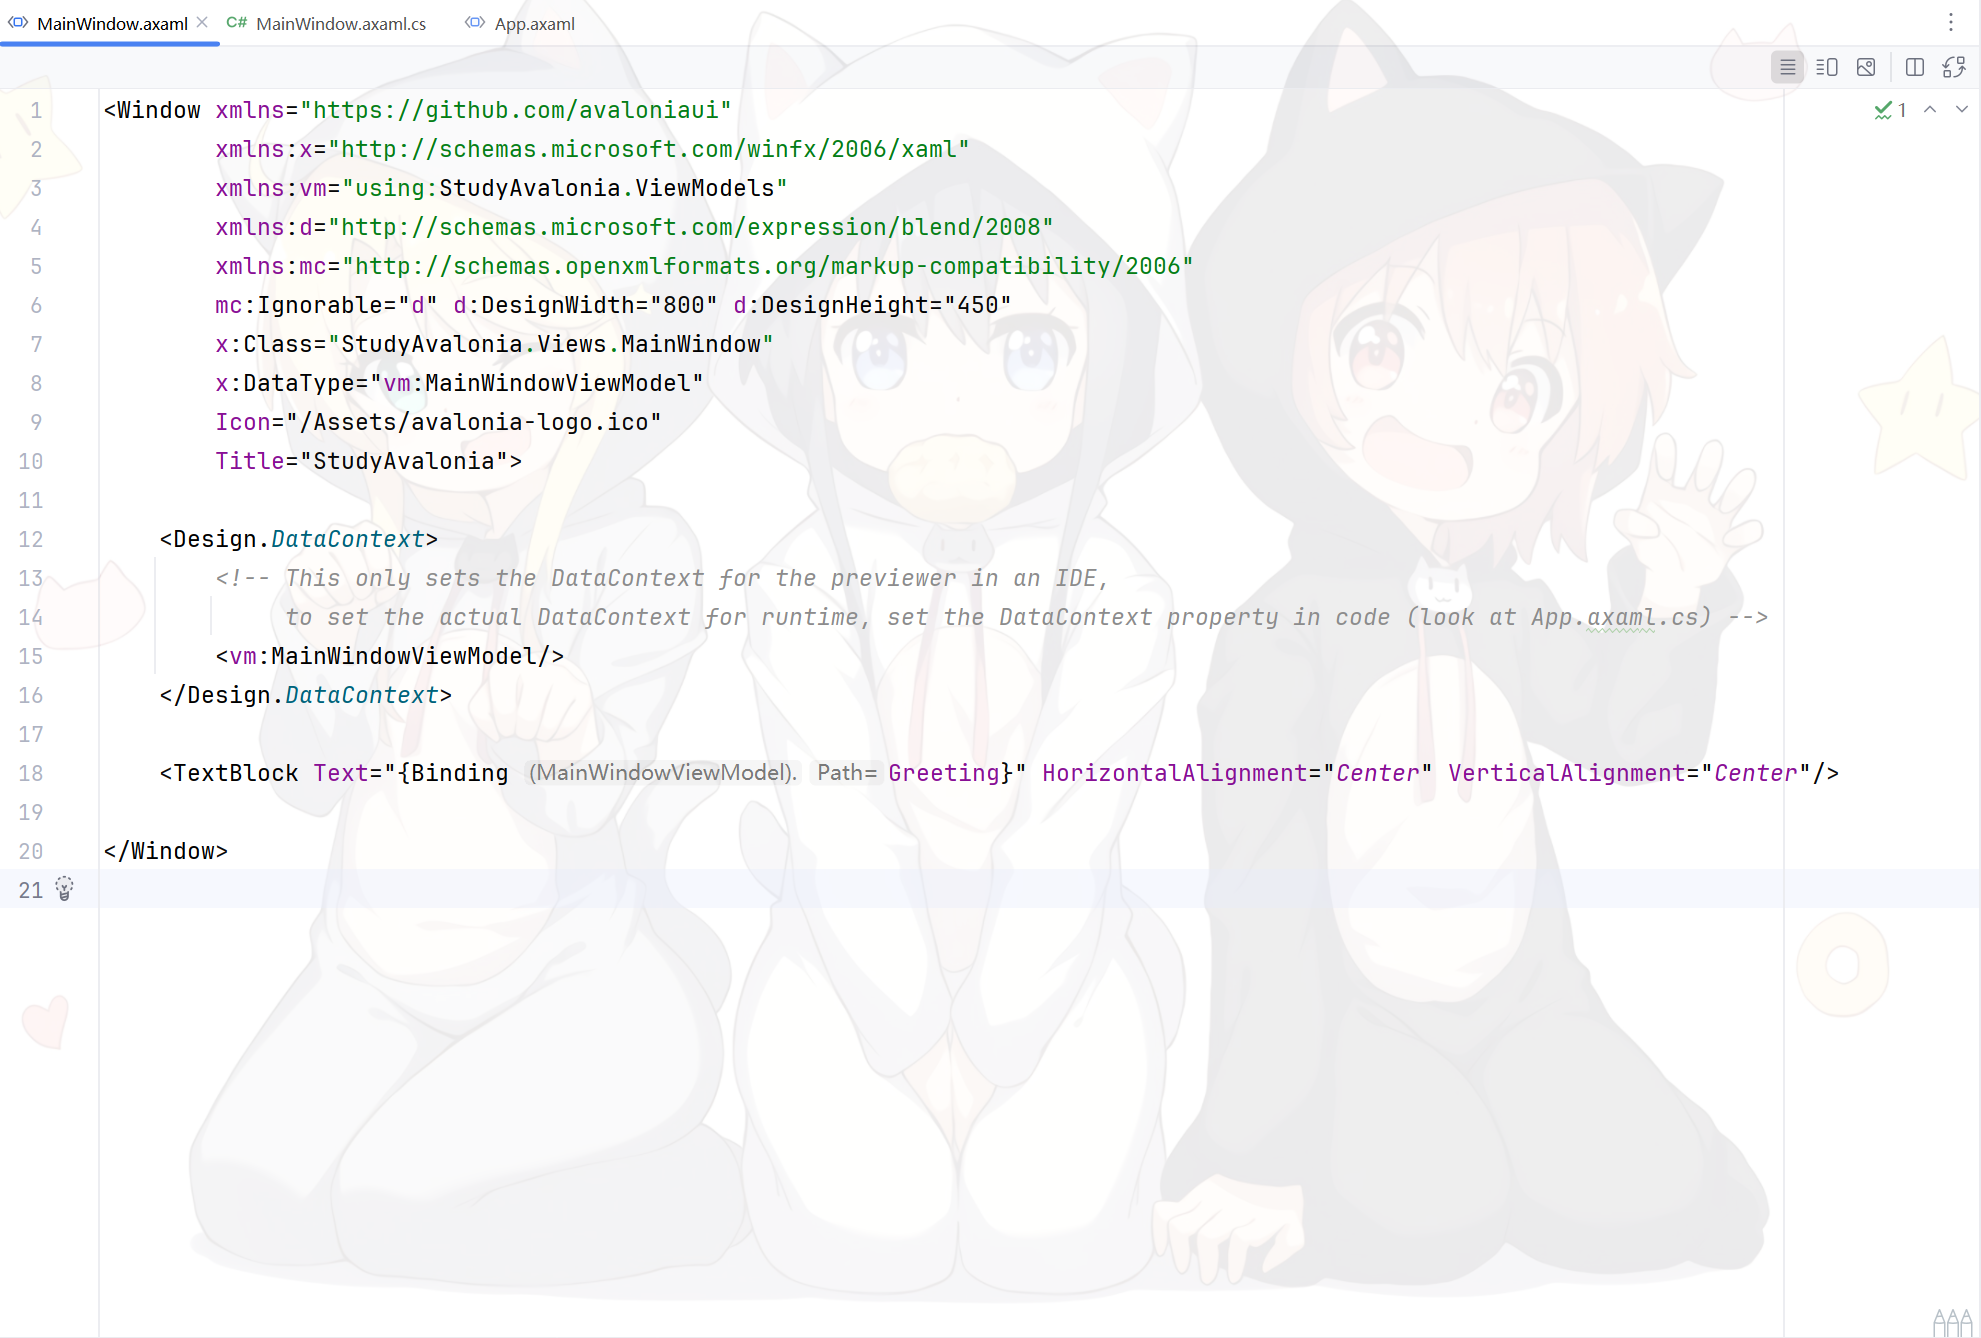 MainWindow.axaml C# MainWindow.axaml.cs App.axaml
1 <Window xmlns="https://github.com/avaloniaui" 1
2 xmlns:x="http://schemas.microsoft.com/winfx/2006/xaml"
3 xmlns:vm="using:StudyAvalonia.ViewModels"
4 xmlns:d="http://schemas.microsoft.com/expression/blend/2008"
5 xmlns:mc="http://schemas.openxmlformats.org/markup-compatibility/2006"
6 mc:Ignorable="d" d:DesignWidth="800" d:DesignHeight="450"
7 x:Class="StudyAvalonia.Views.MainWindow"
8 x:DataType="vm:MainWindowViewModel"
9 Icon="/Assets/avalonia-logo.ico"
10 Title="StudyAvalonia">
11
12 <Design.DataContext>
13 <!-- This only sets the DataContext for the previewer in an IDE,
14 to set the actual DataContext for runtime, set the DataContext property in code (look at App.axaml.cs) -->
15 <vm:MainWindowViewModel/>
16 </Design.DataContext>
17
18 <TextBlock Text="{Binding (MainWindowViewModel). Path= Greeting}" HorizontalAlignment="Center" VerticalAlignment="Center"/>
19
20 </Window>
21